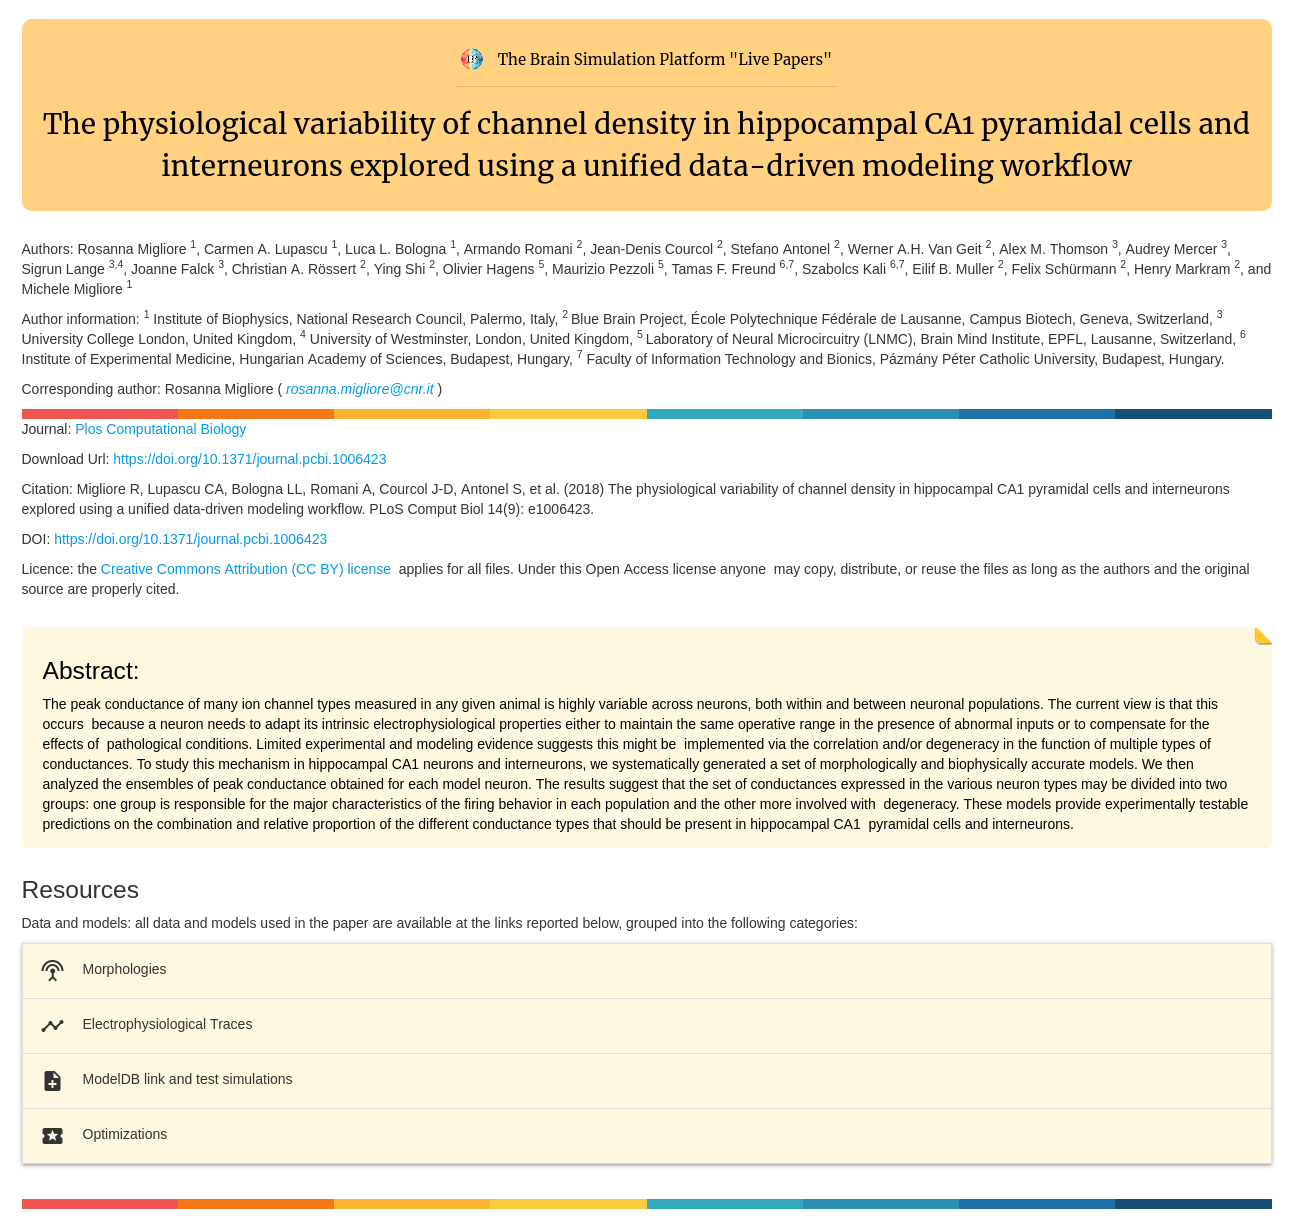 The Brain Simulation Platform "Live Papers"
The physiological variability of channel density in hippocampal CA1 pyramidal cells and
interneurons explored using a unified data-driven modeling workflow
Authors: Rosanna Migliore 1, Carmen A. Lupascu 1, Luca L. Bologna 1, Armando Romani 2, Jean-Denis Courcol 2, Stefano Antonel 2, Werner A.H. Van Geit 2, Alex M. Thomson 3, Audrey Mercer 3,
Sigrun Lange 3,4, Joanne Falck 3, Christian A. Rössert 2, Ying Shi 2, Olivier Hagens 5, Maurizio Pezzoli 5, Tamas F. Freund 6,7, Szabolcs Kali 6,7, Eilif B. Muller 2, Felix Schürmann 2, Henry Markram 2, and
Michele Migliore 1
Author information: 1 Institute of Biophysics, National Research Council, Palermo, Italy, 2 Blue Brain Project, École Polytechnique Fédérale de Lausanne, Campus Biotech, Geneva, Switzerland, 3
University College London, United Kingdom, 4 University of Westminster, London, United Kingdom, 5 Laboratory of Neural Microcircuitry (LNMC), Brain Mind Institute, EPFL, Lausanne, Switzerland, 6
Institute of Experimental Medicine, Hungarian Academy of Sciences, Budapest, Hungary, 7 Faculty of Information Technology and Bionics, Pázmány Péter Catholic University, Budapest, Hungary.
Corresponding author: Rosanna Migliore ( rosanna.migliore@cnr.it )
Journal: Plos Computational Biology
Download Url: https://doi.org/10.1371/journal.pcbi.1006423
Citation: Migliore R, Lupascu CA, Bologna LL, Romani A, Courcol J-D, Antonel S, et al. (2018) The physiological variability of channel density in hippocampal CA1 pyramidal cells and interneurons
explored using a unified data-driven modeling workflow. PLoS Comput Biol 14(9): e1006423.
DOI: https://doi.org/10.1371/journal.pcbi.1006423
Licence: the Creative Commons Attribution (CC BY) license applies for all files. Under this Open Access license anyone may copy, distribute, or reuse the files as long as the authors and the original
source are properly cited.
Abstract:
The peak conductance of many ion channel types measured in any given animal is highly variable across neurons, both within and between neuronal populations. The current view is that this
occurs because a neuron needs to adapt its intrinsic electrophysiological properties either to maintain the same operative range in the presence of abnormal inputs or to compensate for the
effects of pathological conditions. Limited experimental and modeling evidence suggests this might be implemented via the correlation and/or degeneracy in the function of multiple types of
conductances. To study this mechanism in hippocampal CA1 neurons and interneurons, we systematically generated a set of morphologically and biophysically accurate models. We then
analyzed the ensembles of peak conductance obtained for each model neuron. The results suggest that the set of conductances expressed in the various neuron types may be divided into two
groups: one group is responsible for the major characteristics of the firing behavior in each population and the other more involved with degeneracy. These models provide experimentally testable
predictions on the combination and relative proportion of the different conductance types that should be present in hippocampal CA1 pyramidal cells and interneurons.
Resources
Data and models: all data and models used in the paper are available at the links reported below, grouped into the following categories:
Morphologies
Electrophysiological Traces
ModelDB link and test simulations
Optimizations